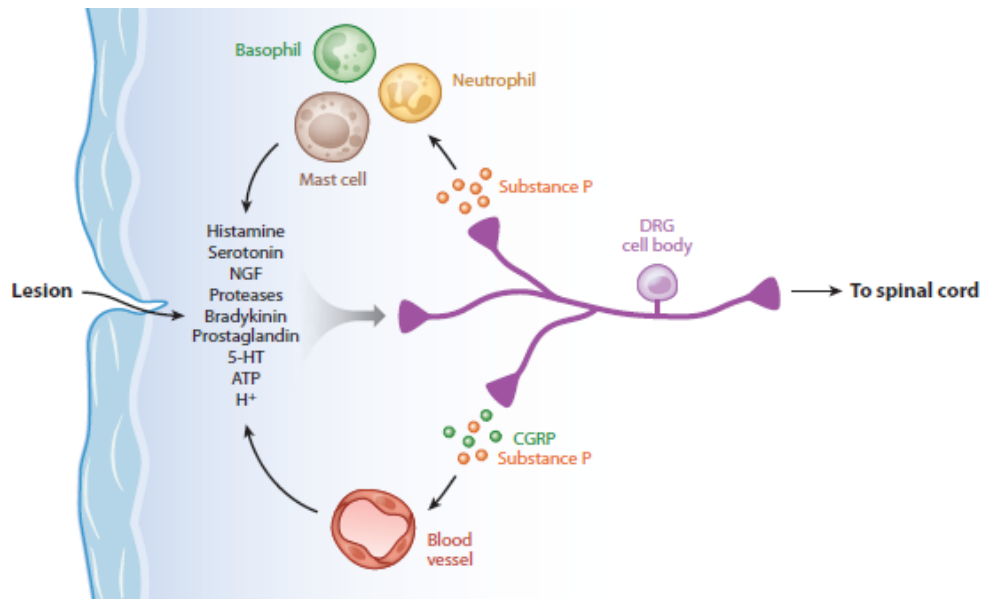 Basophil
Neutrophil
Mast cell
Substance P
DRG
cell body
Histamine
Serotonin
NGF
Proteases
Bradykinin
Prostaglandin
5-HT
ATP
H⁺
Lesion
To spinal cord
CGRP
Substance P
Blood
vessel